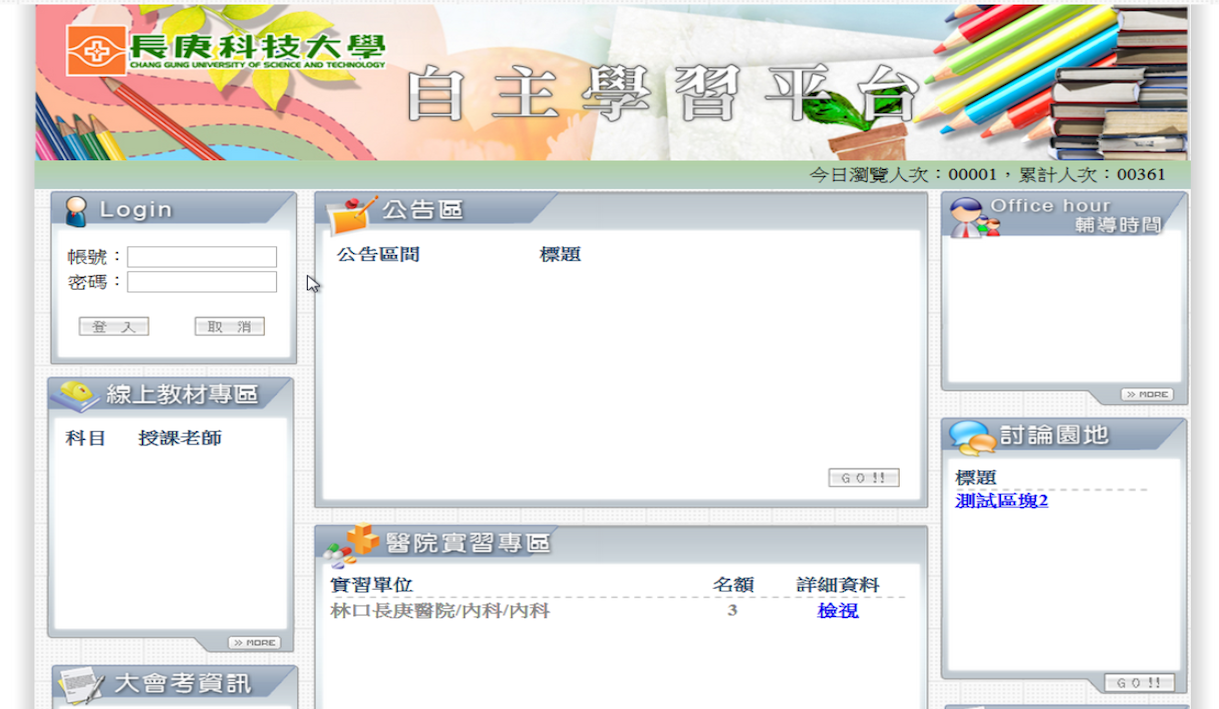 長庚科技大學
CHANG GUNG UNIVERSITY OF SCIENCE AND TECHNOLOGY
自主學習平台
今日瀏覽人次：00001，累計人次：00361
Login
帳號：
密碼：
登 入
取 消
線上教材專區
科目 授課老師
MORE
大會考資訊
公告區
公告區間 標題
GO!!
醫院實習專區
實習單位 名額 詳細資料
林口長庚醫院/內科/內科 3 檢視
Office hour
輔導時間
MORE
討論園地
標題
測試區塊2
GO!!